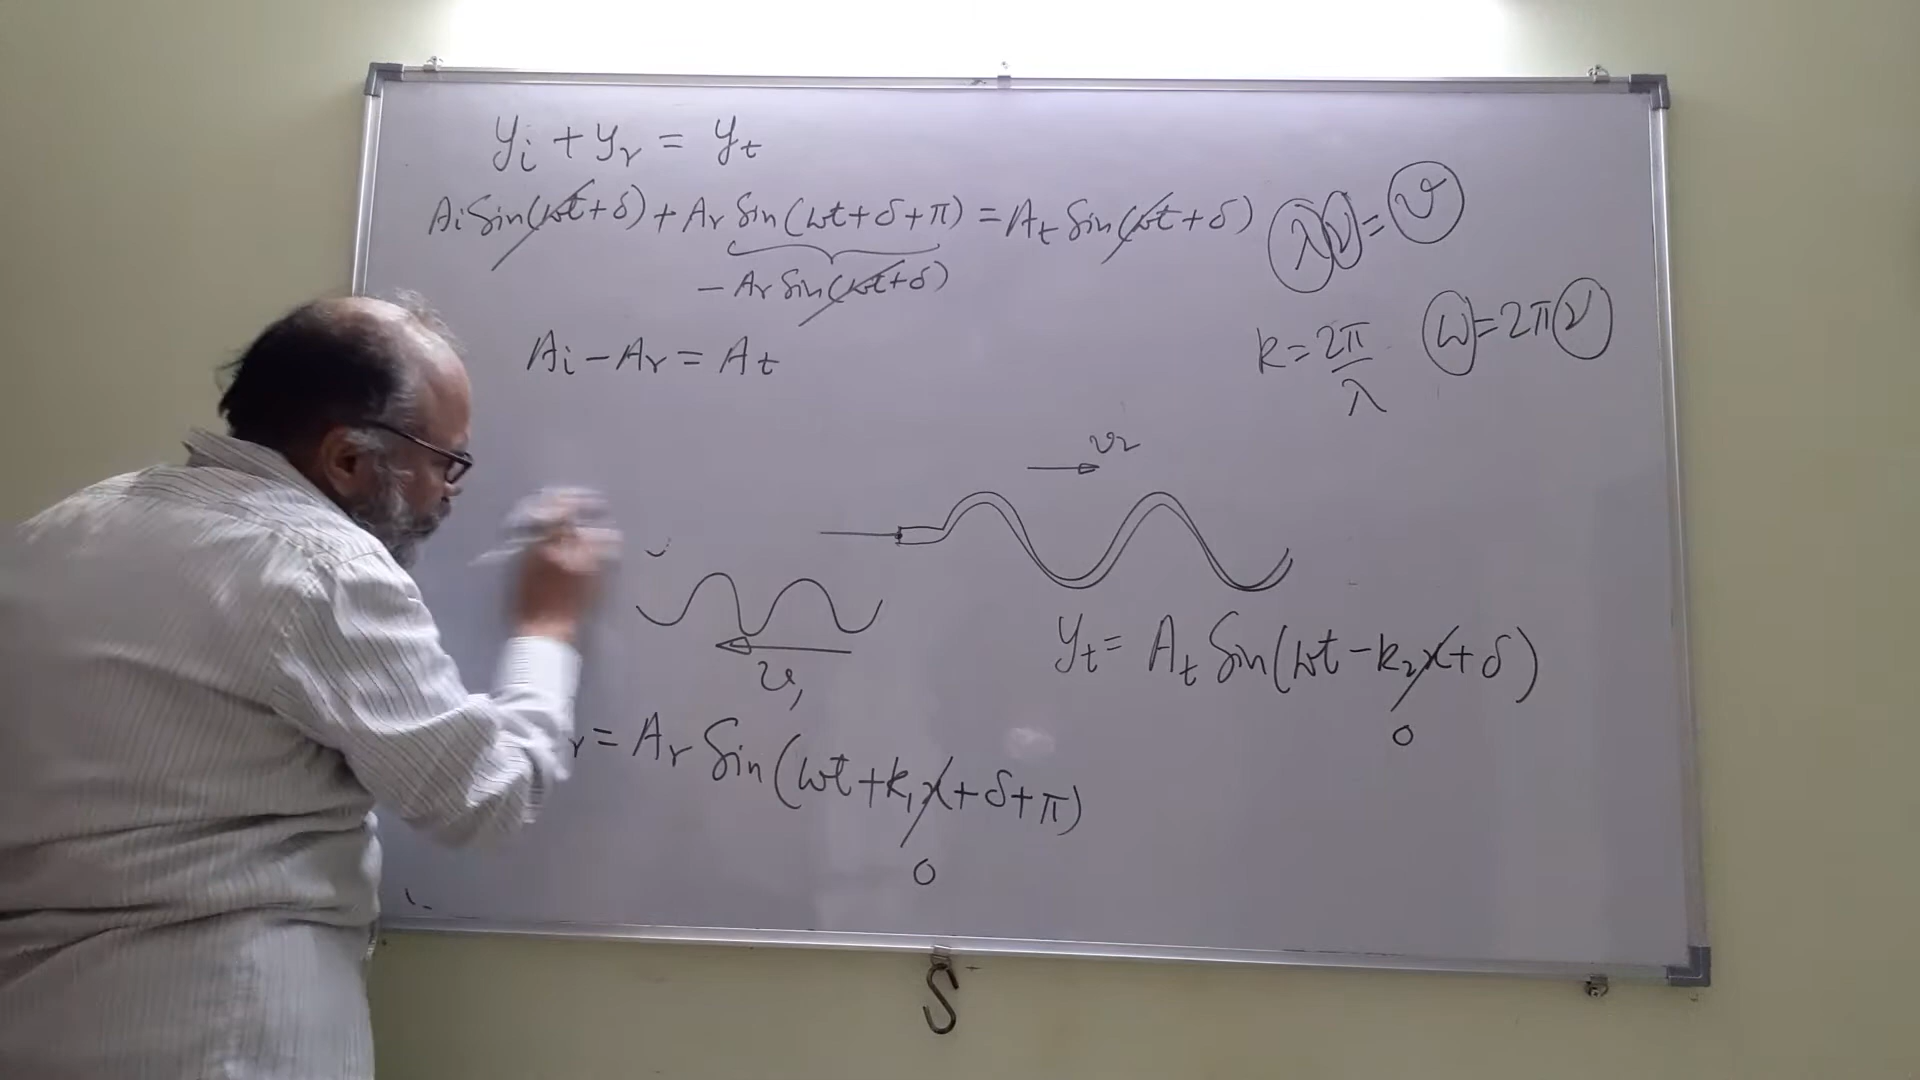 yi + yr = yt
Ai Sin(ωt+δ) + Ar Sin(ωt+δ+π) = At Sin(ωt+δ)
- Ar Sin(ωt+δ)
Ai - Ar = At
λν = v
k = 2π/λ
ω = 2πν
v2
v1
yt = At Sin(ωt - k2x + δ)
0
r = Ar Sin(ωt + k1x + δ + π)
0